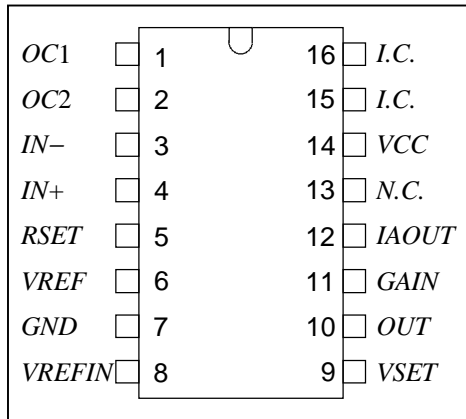 OC1 1 16 I.C.
OC2 2 15 I.C.
IN− 3 14 VCC
IN+ 4 13 N.C.
RSET 5 12 IAOUT
VREF 6 11 GAIN
GND 7 10 OUT
VREFIN 8 9 VSET